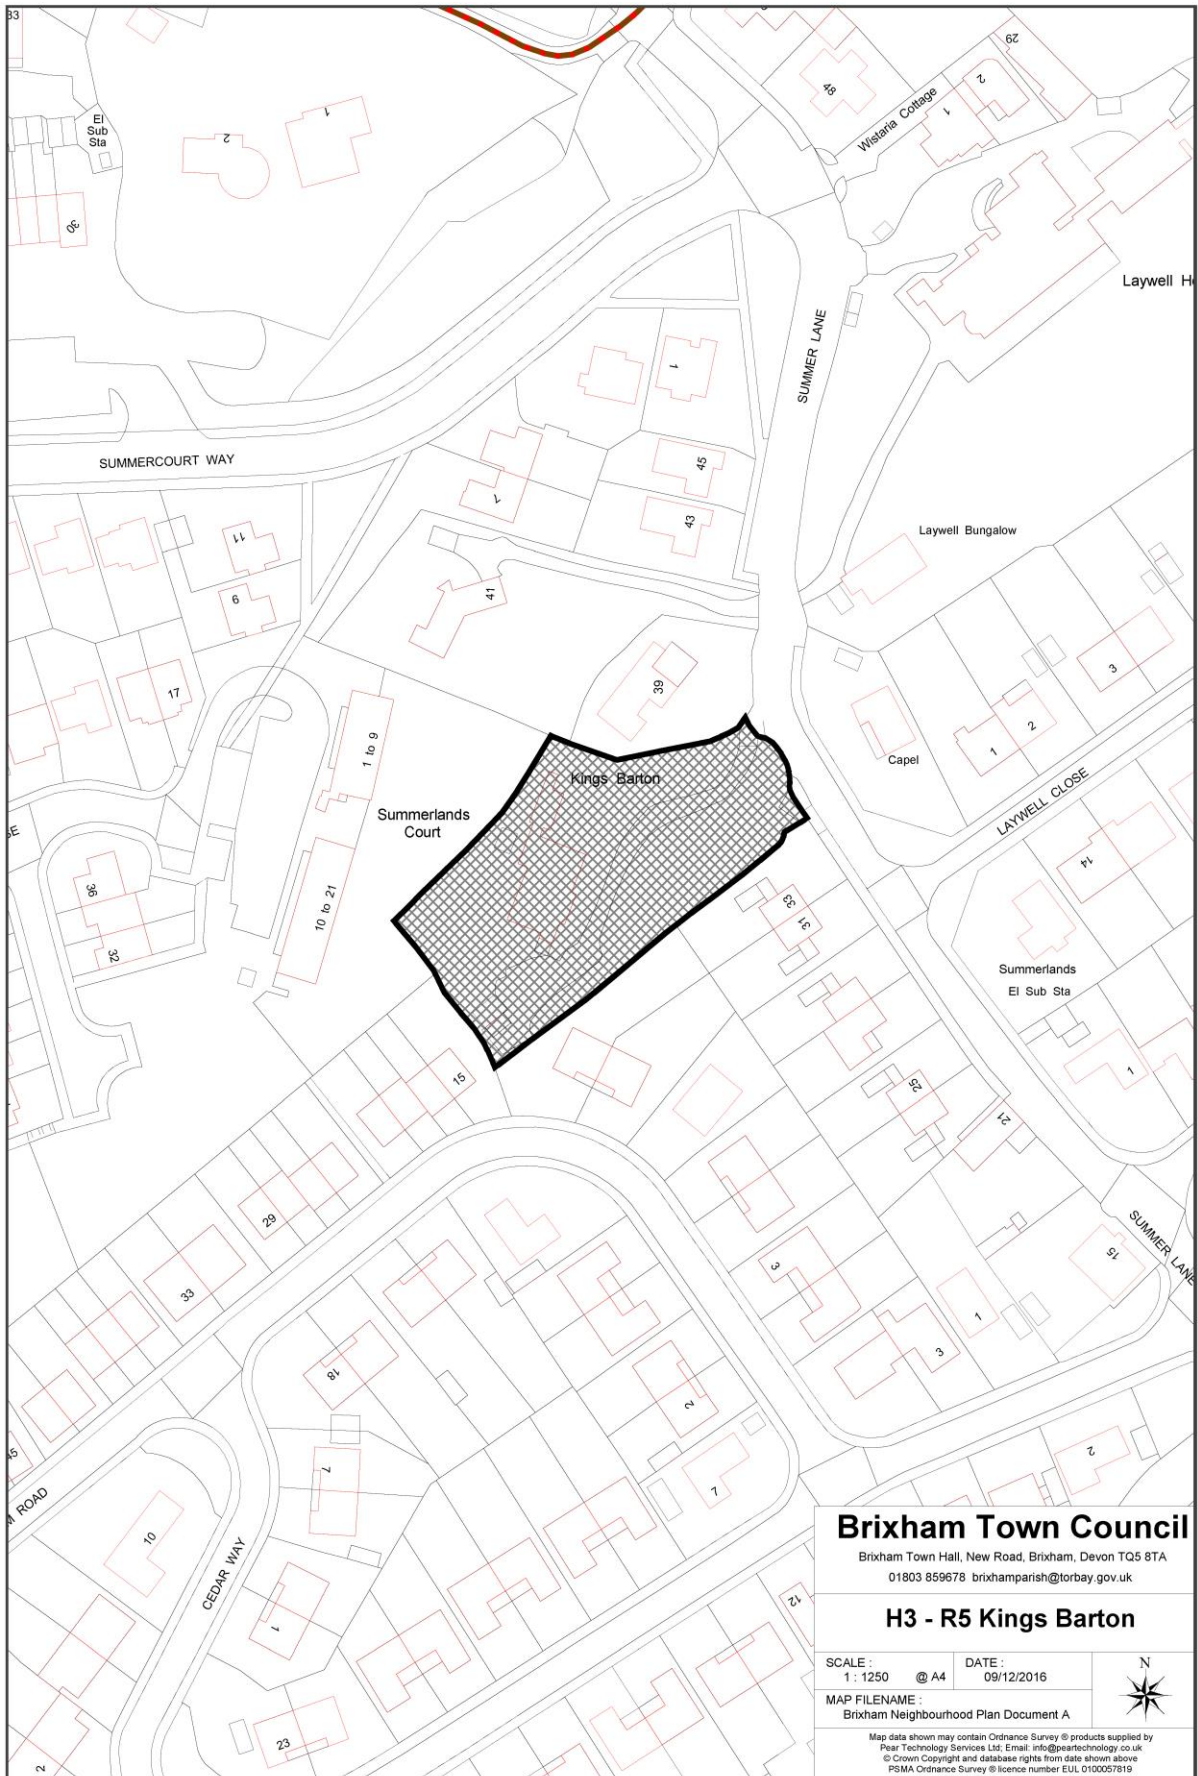 33
El
Sub
Sta
2
1
30
48
Wistaria Cottage
1
2
29
Laywell H
SUMMER LANE
1
SUMMERCOURT WAY
45
43
7
11
9
41
Laywell Bungalow
39
17
3
2
1
Capel
1 to 9
Kings Barton
Summerlands
Court
LAYWELL CLOSE
14
36
32
10 to 21
33
31
Summerlands
El Sub Sta
1
25
21
15
29
33
SUMMER LANE
15
3
1
3
18
2
2
7
7
45
M ROAD
10
CEDAR WAY
1
12
23
2
Brixham Town Council
Brixham Town Hall, New Road, Brixham, Devon TQ5 8TA
01803 859678 brixhamparish@torbay.gov.uk
H3 - R5 Kings Barton
SCALE :
1 : 1250 @ A4
DATE :
09/12/2016
N
MAP FILENAME :
Brixham Neighbourhood Plan Document A
Map data shown may contain Ordnance Survey ® products supplied by
Pear Technology Services Ltd; Email: info@peartechnology.co.uk
© Crown Copyright and database rights from date shown above
PSMA Ordnance Survey ® licence number EUL 0100057819